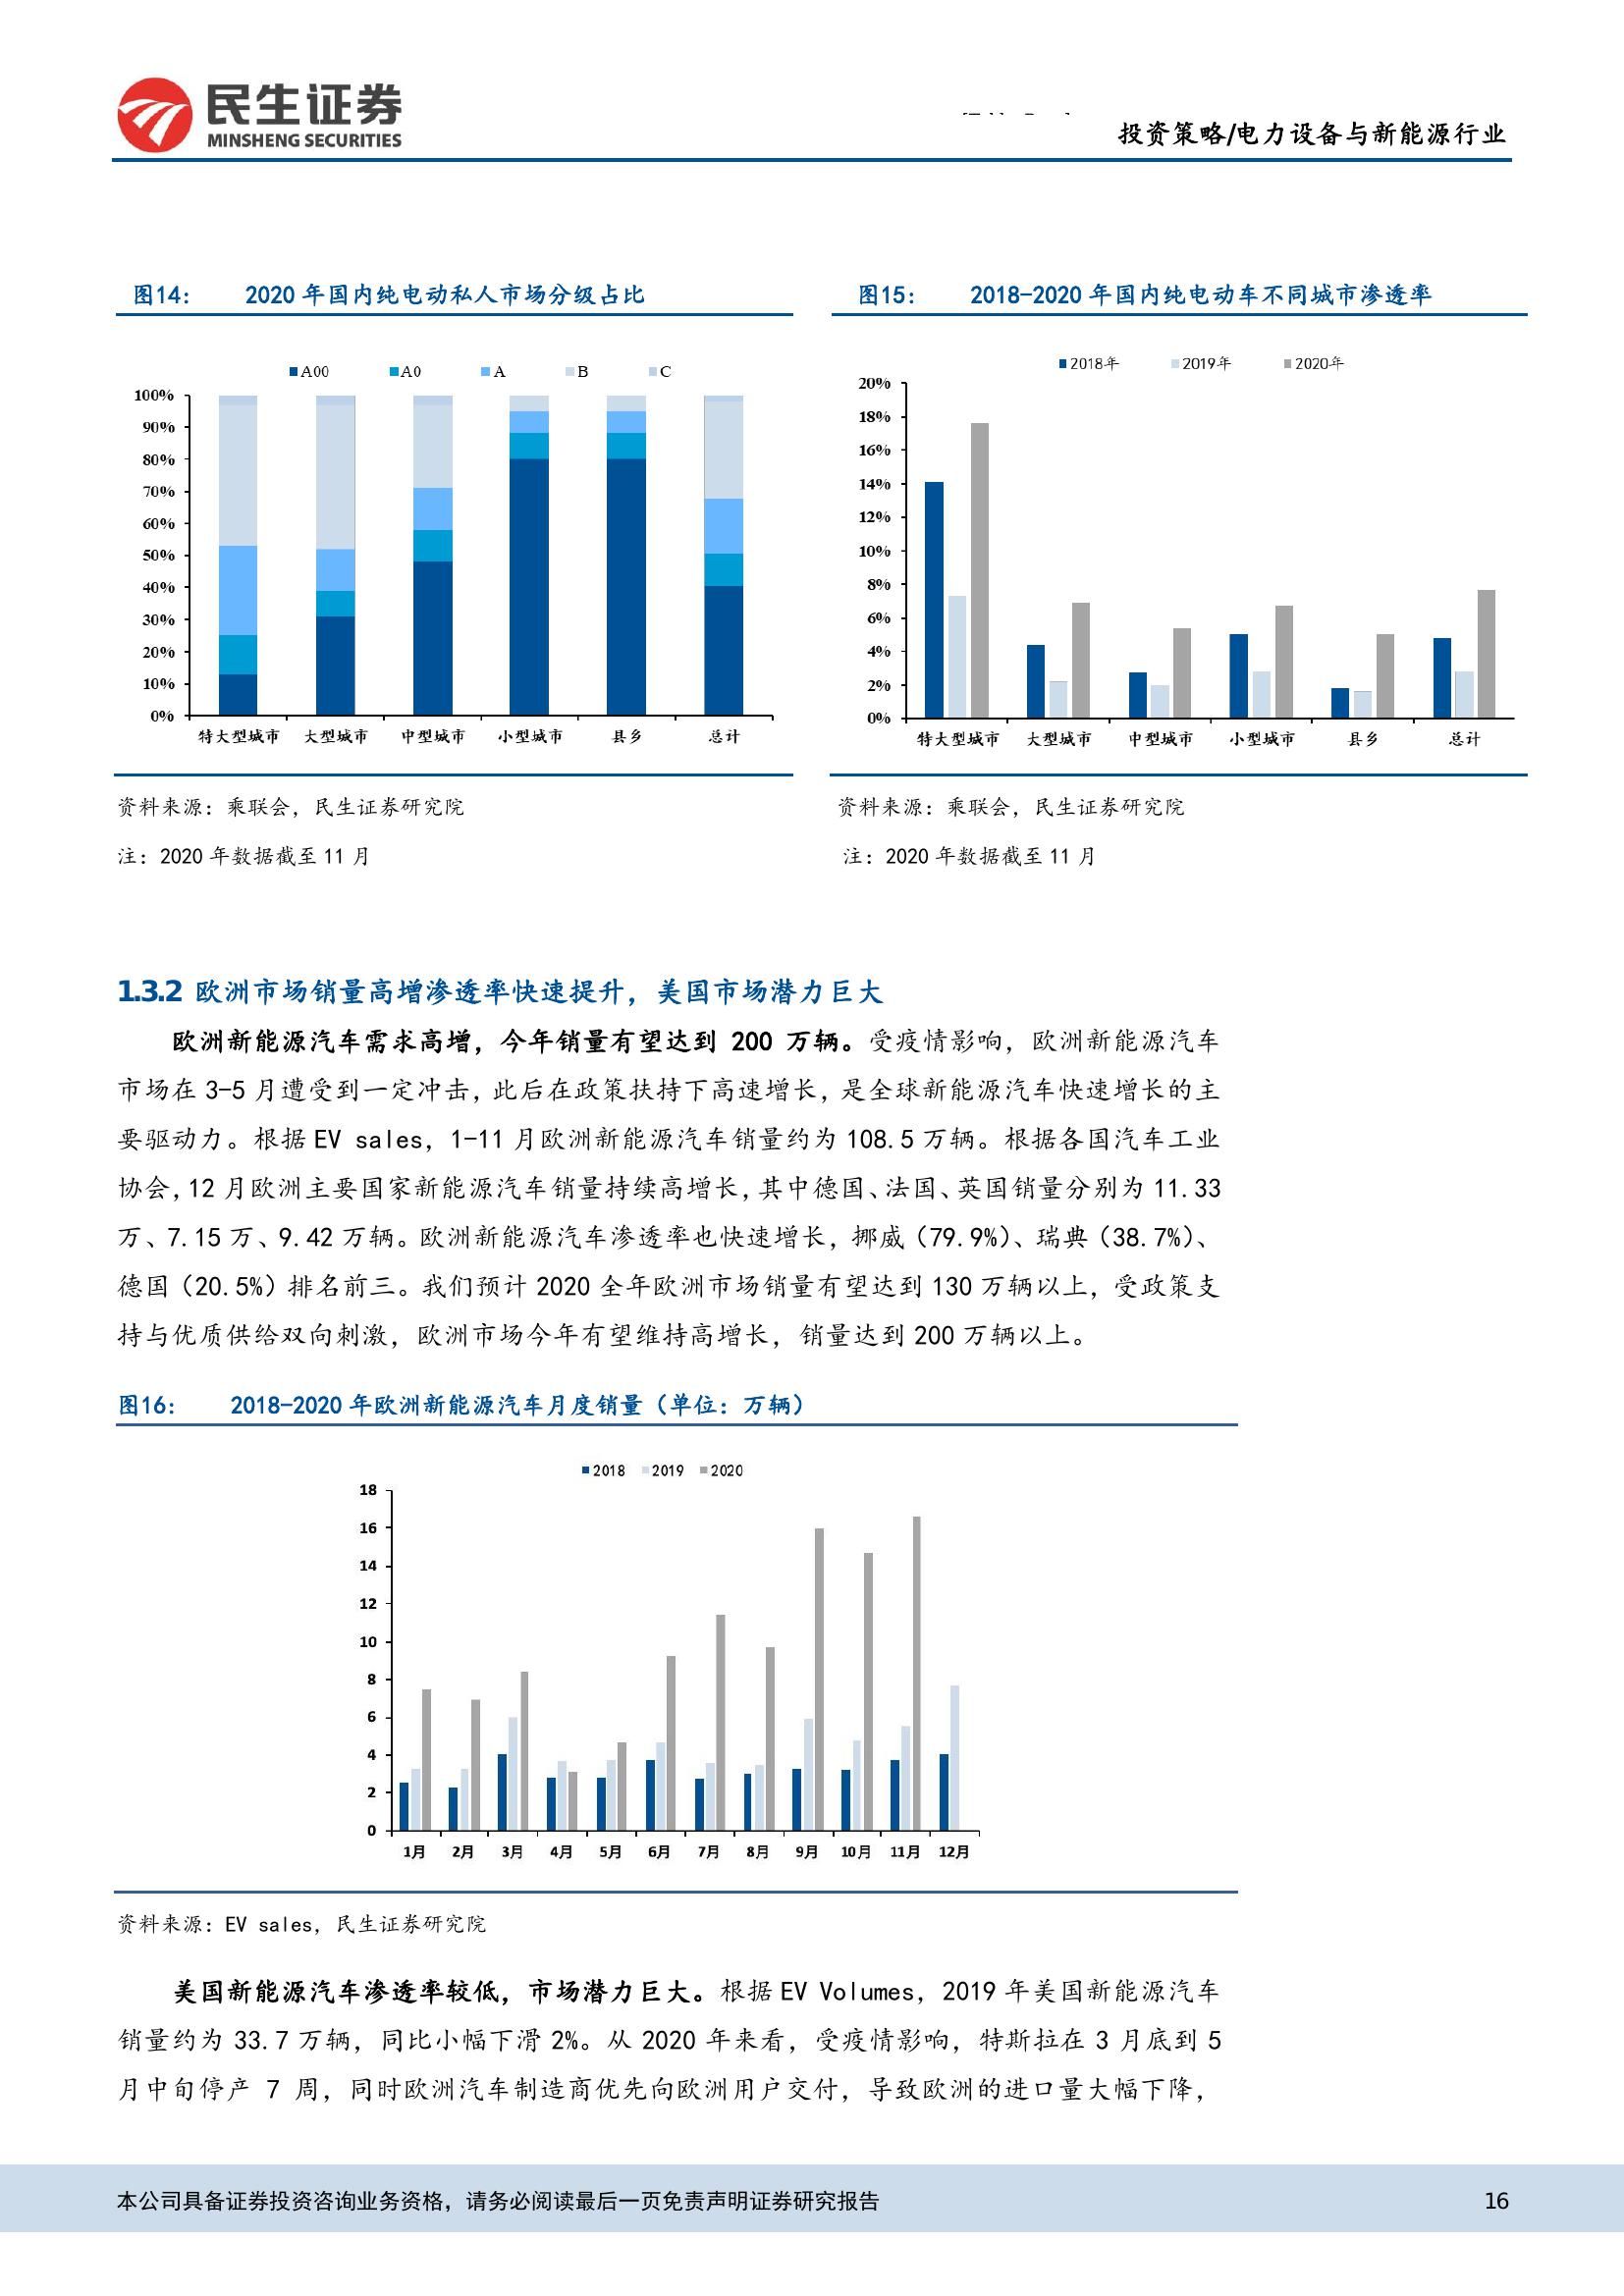 民生证券
MINSHENG SECURITIES
投资策略/电力设备与新能源行业
图14： 2020 年国内纯电动私人市场分级占比
A00 A0 A B C
100%
90%
80%
70%
60%
50%
40%
30%
20%
10%
0%
特大型城市 大型城市 中型城市 小型城市 县乡 总计
资料来源：乘联会，民生证券研究院
注：2020 年数据截至 11 月
图15： 2018-2020 年国内纯电动车不同城市渗透率
2018年 2019年 2020年
20%
18%
16%
14%
12%
10%
8%
6%
4%
2%
0%
特大型城市 大型城市 中型城市 小型城市 县乡 总计
资料来源：乘联会，民生证券研究院
注：2020 年数据截至 11 月
1.3.2 欧洲市场销量高增渗透率快速提升，美国市场潜力巨大
欧洲新能源汽车需求高增，今年销量有望达到 200 万辆。受疫情影响，欧洲新能源汽车
市场在 3-5 月遭受到一定冲击，此后在政策扶持下高速增长，是全球新能源汽车快速增长的主
要驱动力。根据 EV sales，1-11 月欧洲新能源汽车销量约为 108.5 万辆。根据各国汽车工业
协会，12 月欧洲主要国家新能源汽车销量持续高增长，其中德国、法国、英国销量分别为 11.33
万、7.15 万、9.42 万辆。欧洲新能源汽车渗透率也快速增长，挪威（79.9%）、瑞典（38.7%）、
德国（20.5%）排名前三。我们预计 2020 全年欧洲市场销量有望达到 130 万辆以上，受政策支
持与优质供给双向刺激，欧洲市场今年有望维持高增长，销量达到 200 万辆以上。
图16： 2018-2020 年欧洲新能源汽车月度销量（单位：万辆）
2018 2019 2020
18
16
14
12
10
8
6
4
2
0
1月 2月 3月 4月 5月 6月 7月 8月 9月 10月 11月 12月
资料来源：EV sales，民生证券研究院
美国新能源汽车渗透率较低，市场潜力巨大。根据 EV Volumes，2019 年美国新能源汽车
销量约为 33.7 万辆，同比小幅下滑 2%。从 2020 年来看，受疫情影响，特斯拉在 3 月底到 5
月中旬停产 7 周，同时欧洲汽车制造商优先向欧洲用户交付，导致欧洲的进口量大幅下降，
本公司具备证券投资咨询业务资格，请务必阅读最后一页免责声明证券研究报告 16